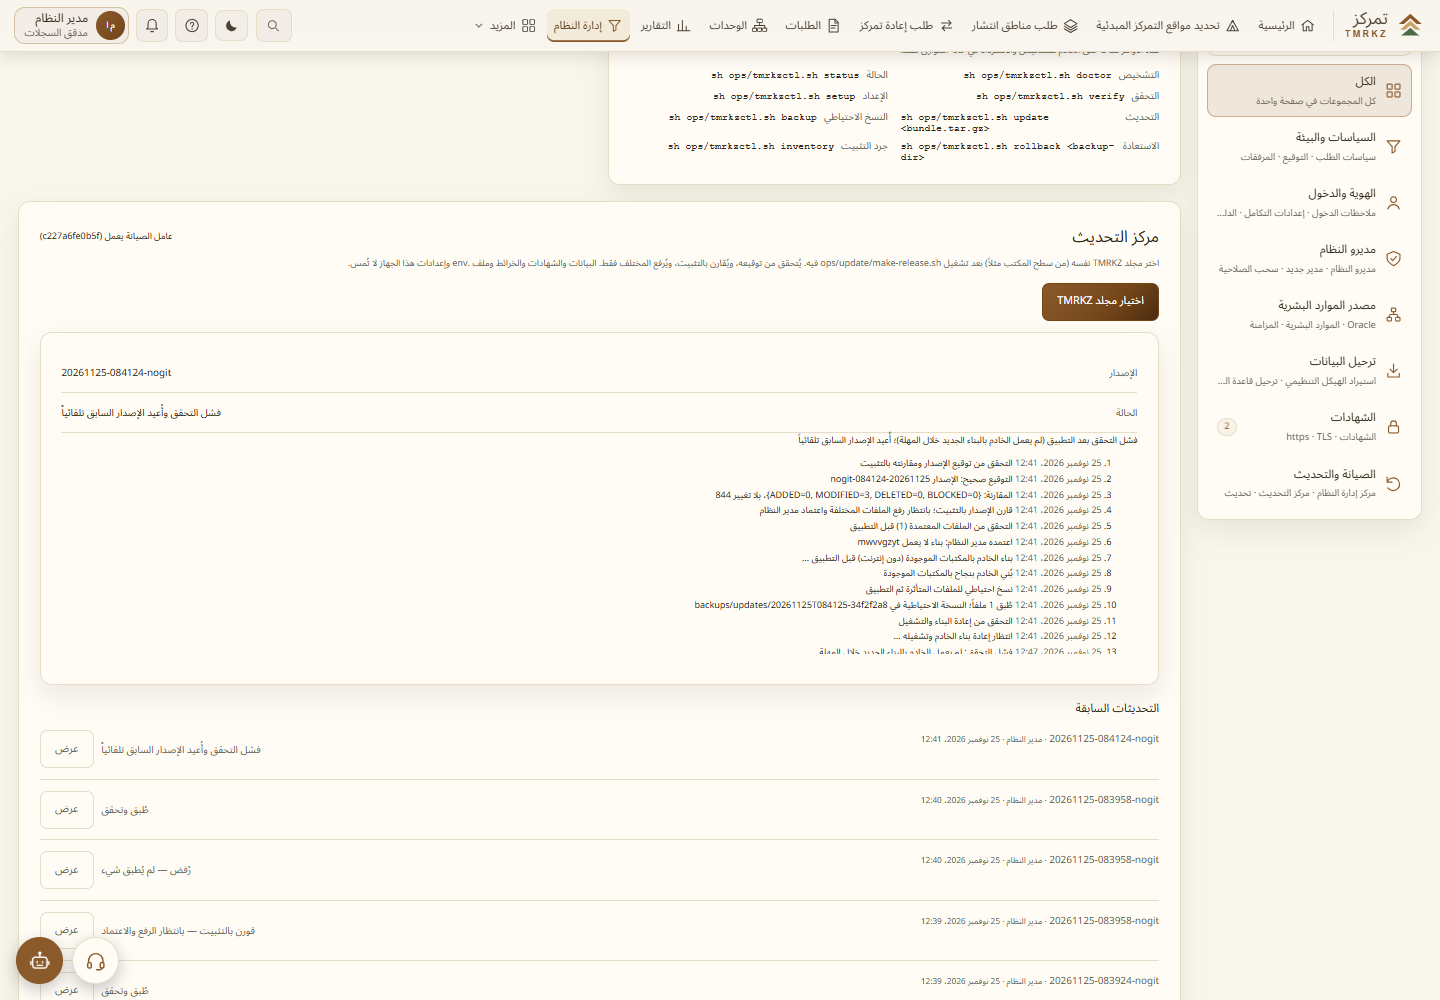 تمركز
TMRKZ
الرئيسية
تحديد مواقع التمركز المبدئية
طلب مناطق انتشار
طلب إعادة تمركز
الطلبات
الوحدات
التقارير
إدارة النظام
المزيد
م ا
مدير النظام
مدقق السجلات
الكل
كل المجموعات في صفحة واحدة
السياسات والبيئة
سياسات الطلب · التوقيع · المرفقات
الهوية والدخول
ملاحظات الدخول · إعدادات التكامل · الدا...
مديرو النظام
مديرو النظام · مدير جديد · سحب الصلاحية
مصدر الموارد البشرية
Oracle · الموارد البشرية · المزامنة
ترحيل البيانات
استيراد الهيكل التنظيمي · ترحيل قاعدة الـ...
الشهادات
2
الشهادات · https · TLS
الصيانة والتحديث
مركز إدارة النظام · مركز التحديث · تحديث
التشخيص sh ops/tmrkzctl.sh doctor
الحالة sh ops/tmrkzctl.sh status
التحقق sh ops/tmrkzctl.sh verify
الإعداد sh ops/tmrkzctl.sh setup
التحديث sh ops/tmrkzctl.sh update
<bundle.tar.gz>
النسخ الاحتياطي sh ops/tmrkzctl.sh backup
الاستعادة sh ops/tmrkzctl.sh rollback <backup-
dir>
جرد التثبيت sh ops/tmrkzctl.sh inventory
مركز التحديث
عامل الصيانة يعمل (c227a6fe0b5f)
اختر مجلد TMRKZ نفسه (من سطح المكتب مثلاً) بعد تشغيل ops/update/make-release.sh فيه. يُتحقق من توقيعه، ويُقارن بالتثبيت، ويُرفع المختلف فقط. البيانات والشهادات والخرائط وملف .env وإعدادات هذا الجهاز لا تُمس.
اختيار مجلد TMRKZ
الإصدار
20261125-084124-nogit
الحالة
فشل التحقق وأُعيد الإصدار السابق تلقائياً
فشل التحقق بعد التطبيق (لم يعمل الخادم بالبناء الجديد خلال المهلة)؛ أُعيد الإصدار السابق تلقائياً
1. 25 نوفمبر 2026، 12:41 التحقق من توقيع الإصدار ومقارنته بالتثبيت
2. 25 نوفمبر 2026، 12:41 التوقيع صحيح: الإصدار 20261125-084124-nogit
3. 25 نوفمبر 2026، 12:41 المقارنة: {ADDED=0, MODIFIED=3, DELETED=0, BLOCKED=0}، بلا تغيير 844
4. 25 نوفمبر 2026، 12:41 قارن الإصدار بالتثبيت؛ بانتظار رفع الملفات المختلفة واعتماد مدير النظام
5. 25 نوفمبر 2026، 12:41 التحقق من الملفات المعتمدة (1) قبل التطبيق
6. 25 نوفمبر 2026، 12:41 اعتمده مدير النظام: بناء لا يعمل mwvvgzyt
7. 25 نوفمبر 2026، 12:41 بناء الخادم بالمكتبات الموجودة (دون إنترنت) قبل التطبيق ...
8. 25 نوفمبر 2026، 12:41 بُني الخادم بنجاح بالمكتبات الموجودة
9. 25 نوفمبر 2026، 12:41 نسخ احتياطي للملفات المتأثرة ثم التطبيق
10. 25 نوفمبر 2026، 12:41 طُبق 1 ملفاً؛ النسخة الاحتياطية في backups/updates/20261125T084125-34f2f2a8
11. 25 نوفمبر 2026، 12:41 التحقق من إعادة البناء والتشغيل
12. 25 نوفمبر 2026، 12:41 انتظار إعادة بناء الخادم وتشغيله ...
13. 25 نوفمبر 2026، 12:47 فشل التحقق: لم يعمل الخادم بالبناء الجديد خلال المهلة
التحديثات السابقة
20261125-084124-nogit · مدير النظام · 25 نوفمبر 2026، 12:41
فشل التحقق وأُعيد الإصدار السابق تلقائياً
عرض
20261125-083958-nogit · مدير النظام · 25 نوفمبر 2026، 12:40
طُبق وتحقق
عرض
20261125-083958-nogit · مدير النظام · 25 نوفمبر 2026، 12:40
رُفض — لم يُطبق شيء
عرض
20261125-083958-nogit · مدير النظام · 25 نوفمبر 2026، 12:39
قورن بالتثبيت — بانتظار الرفع والاعتماد
عرض
20261125-083924-nogit · مدير النظام · 25 نوفمبر 2026، 12:39
طُبق وتحقق
عرض